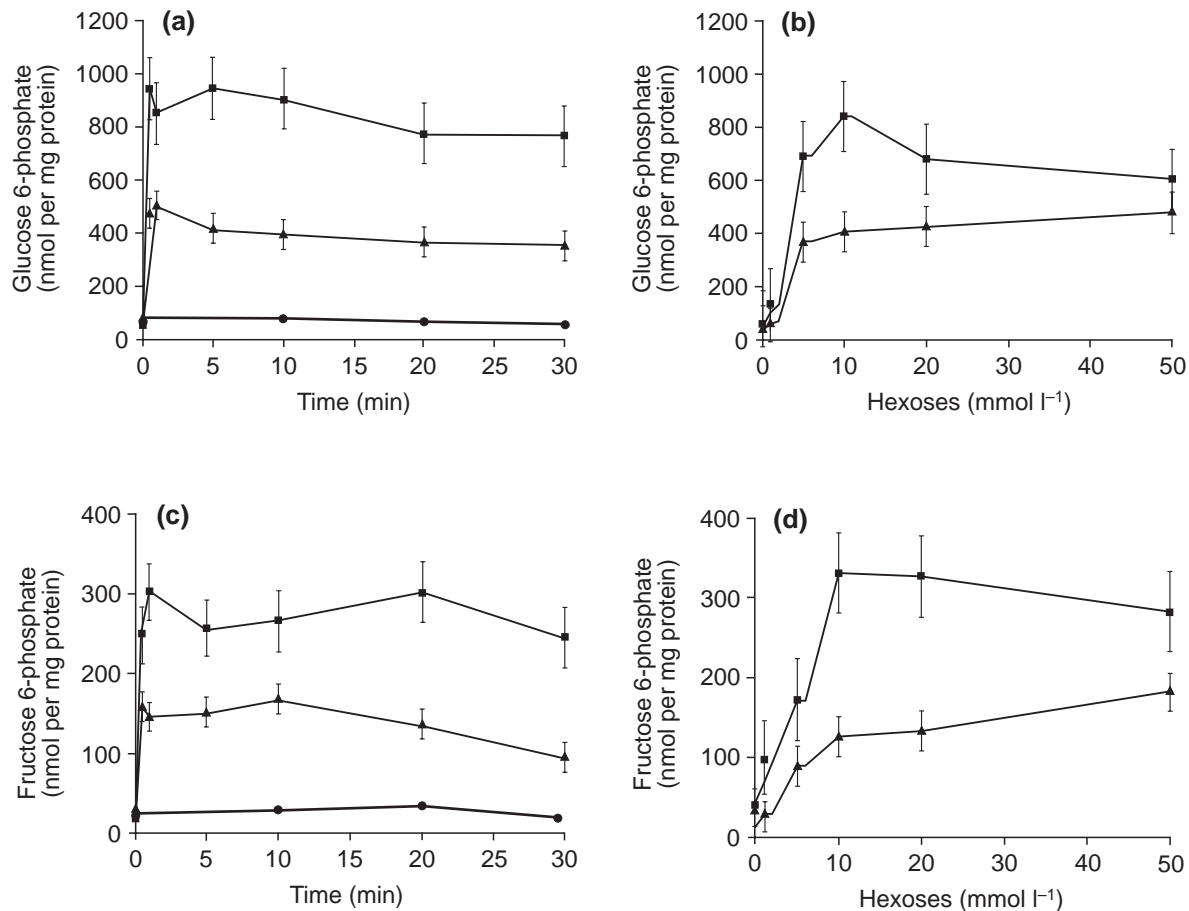 (a)
1200
1000
800
600
400
200
0
Glucose 6-phosphate
(nmol per mg protein)
0 5 10 15 20 25 30
Time (min)
(b)
1200
1000
800
600
400
200
0
Glucose 6-phosphate
(nmol per mg protein)
0 10 20 30 40 50
Hexoses (mmol l⁻¹)
(c)
400
300
200
100
0
Fructose 6-phosphate
(nmol per mg protein)
0 5 10 15 20 25 30
Time (min)
(d)
400
300
200
100
0
Fructose 6-phosphate
(nmol per mg protein)
0 10 20 30 40 50
Hexoses (mmol l⁻¹)